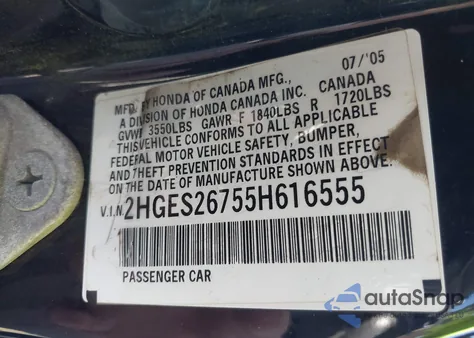 07/'05
MFD. BY HONDA OF CANADA MFG.,
A DIVISION OF HONDA CANADA INC. CANADA
GVWR 3550LBS GAWR F 1840LBS R 1720LBS
THIS VEHICLE CONFORMS TO ALL APPLICABLE
FEDERAL MOTOR VEHICLE SAFETY, BUMPER,
AND THEFT PREVENTION STANDARDS IN EFFECT
ON THE DATE OF MANUFACTURE SHOWN ABOVE.
V.I.N. 2HGES26755H616555
PASSENGER CAR
autoSnap